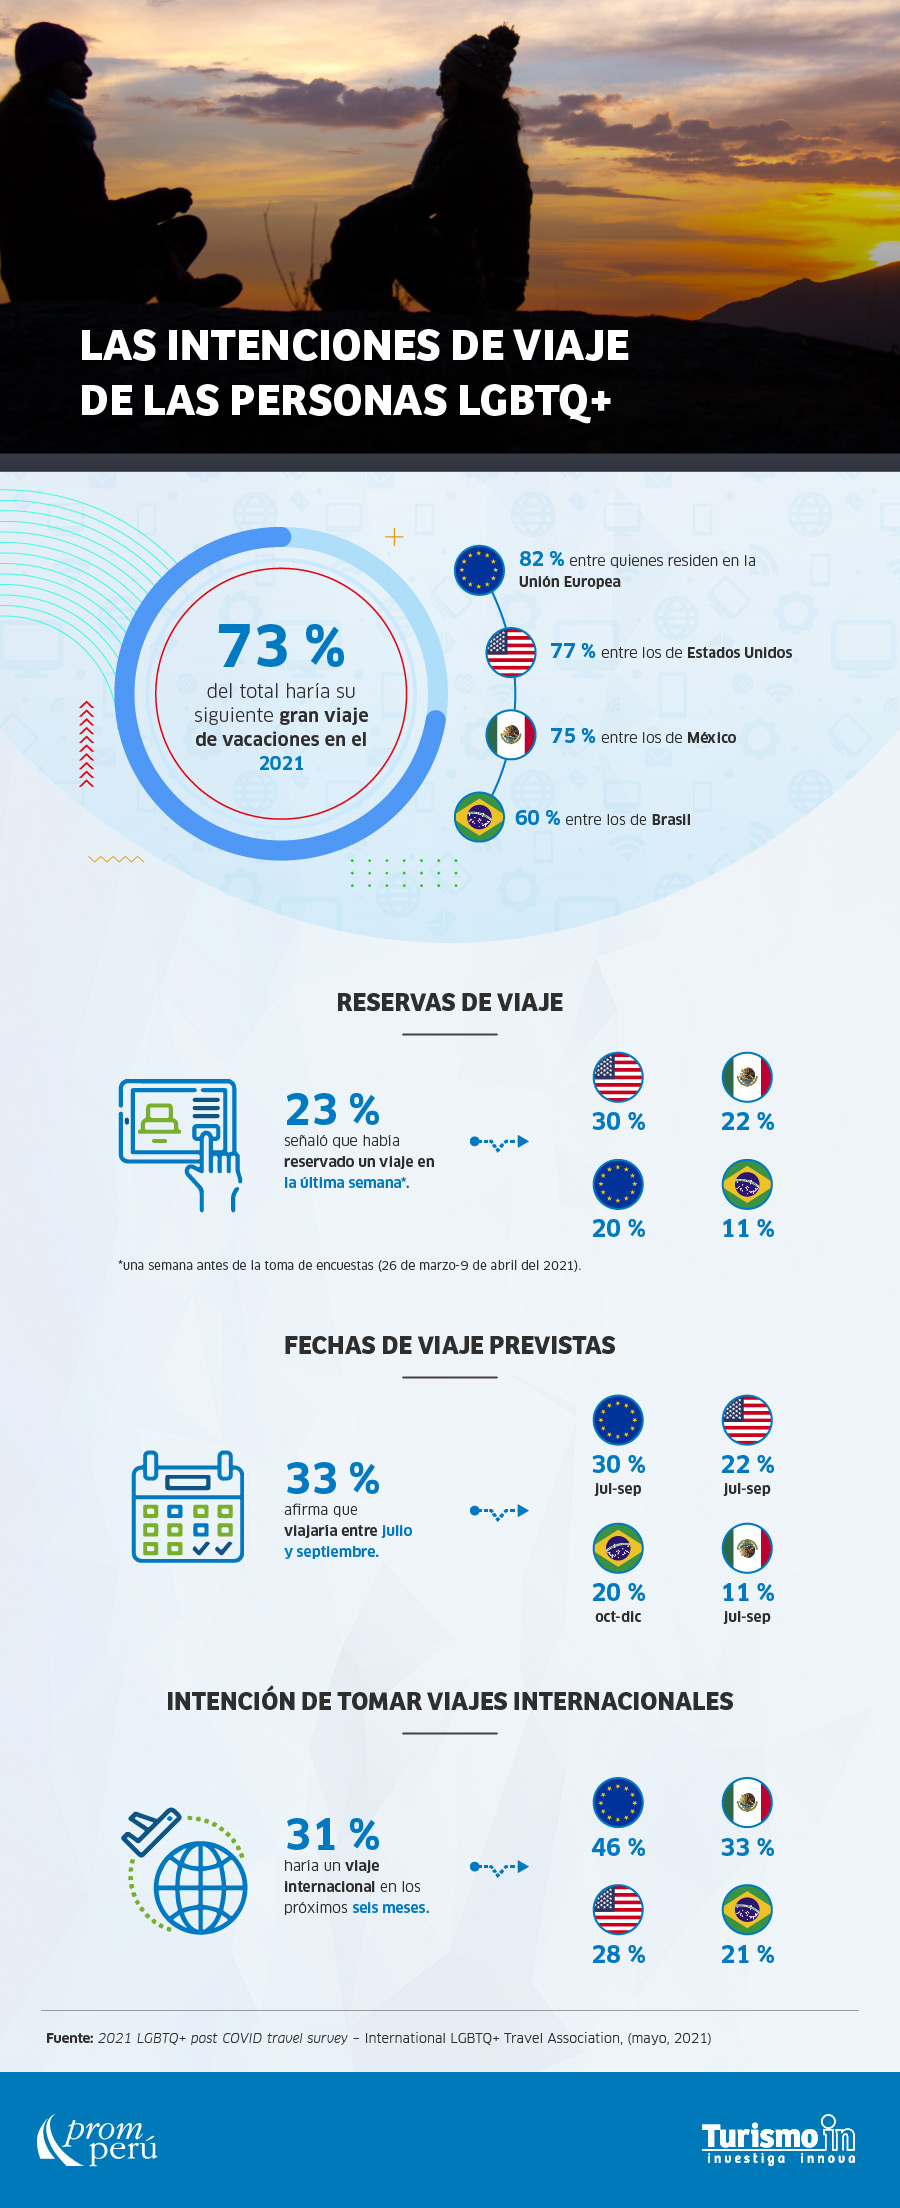 LAS INTENCIONES DE VIAJE
DE LAS PERSONAS LGBTQ+
73 %
del total haría su
siguiente gran viaje
de vacaciones en el
2021
82 % entre quienes residen en la
Unión Europea
77 % entre los de Estados Unidos
75 % entre los de México
60 % entre los de Brasil
RESERVAS DE VIAJE
23 %
señaló que había
reservado un viaje en
la última semana*.
30 %
22 %
20 %
11 %
*una semana antes de la toma de encuestas (26 de marzo-9 de abril del 2021).
FECHAS DE VIAJE PREVISTAS
33 %
afirma que
viajaría entre julio
y septiembre.
30 %
jul-sep
22 %
jul-sep
20 %
oct-dic
11 %
jul-sep
INTENCIÓN DE TOMAR VIAJES INTERNACIONALES
31 %
haría un viaje
internacional en los
próximos seis meses.
46 %
33 %
28 %
21 %
Fuente: 2021 LGBTQ+ post COVID travel survey – International LGBTQ+ Travel Association, (mayo, 2021)
prom
perú
Turismo in
investiga innova